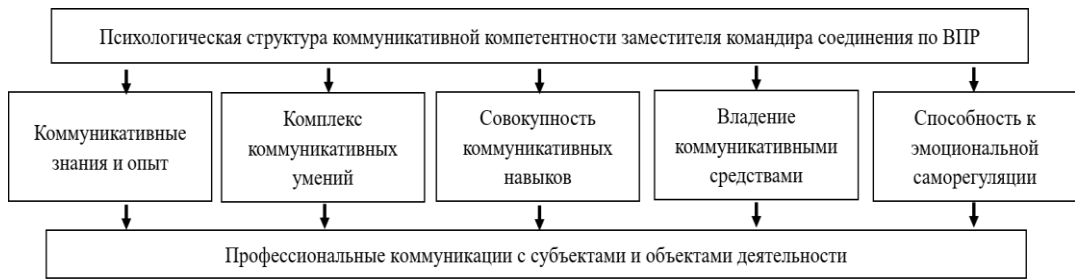 Психологическая структура коммуникативной компетентности заместителя командира соединения по ВПР
Коммуникативные
знания и опыт
Комплекс
коммуникативных
умений
Совокупность
коммуникативных
навыков
Владение
коммуникативными
средствами
Способность к
эмоциональной
саморегуляции
Профессиональные коммуникации с субъектами и объектами деятельности